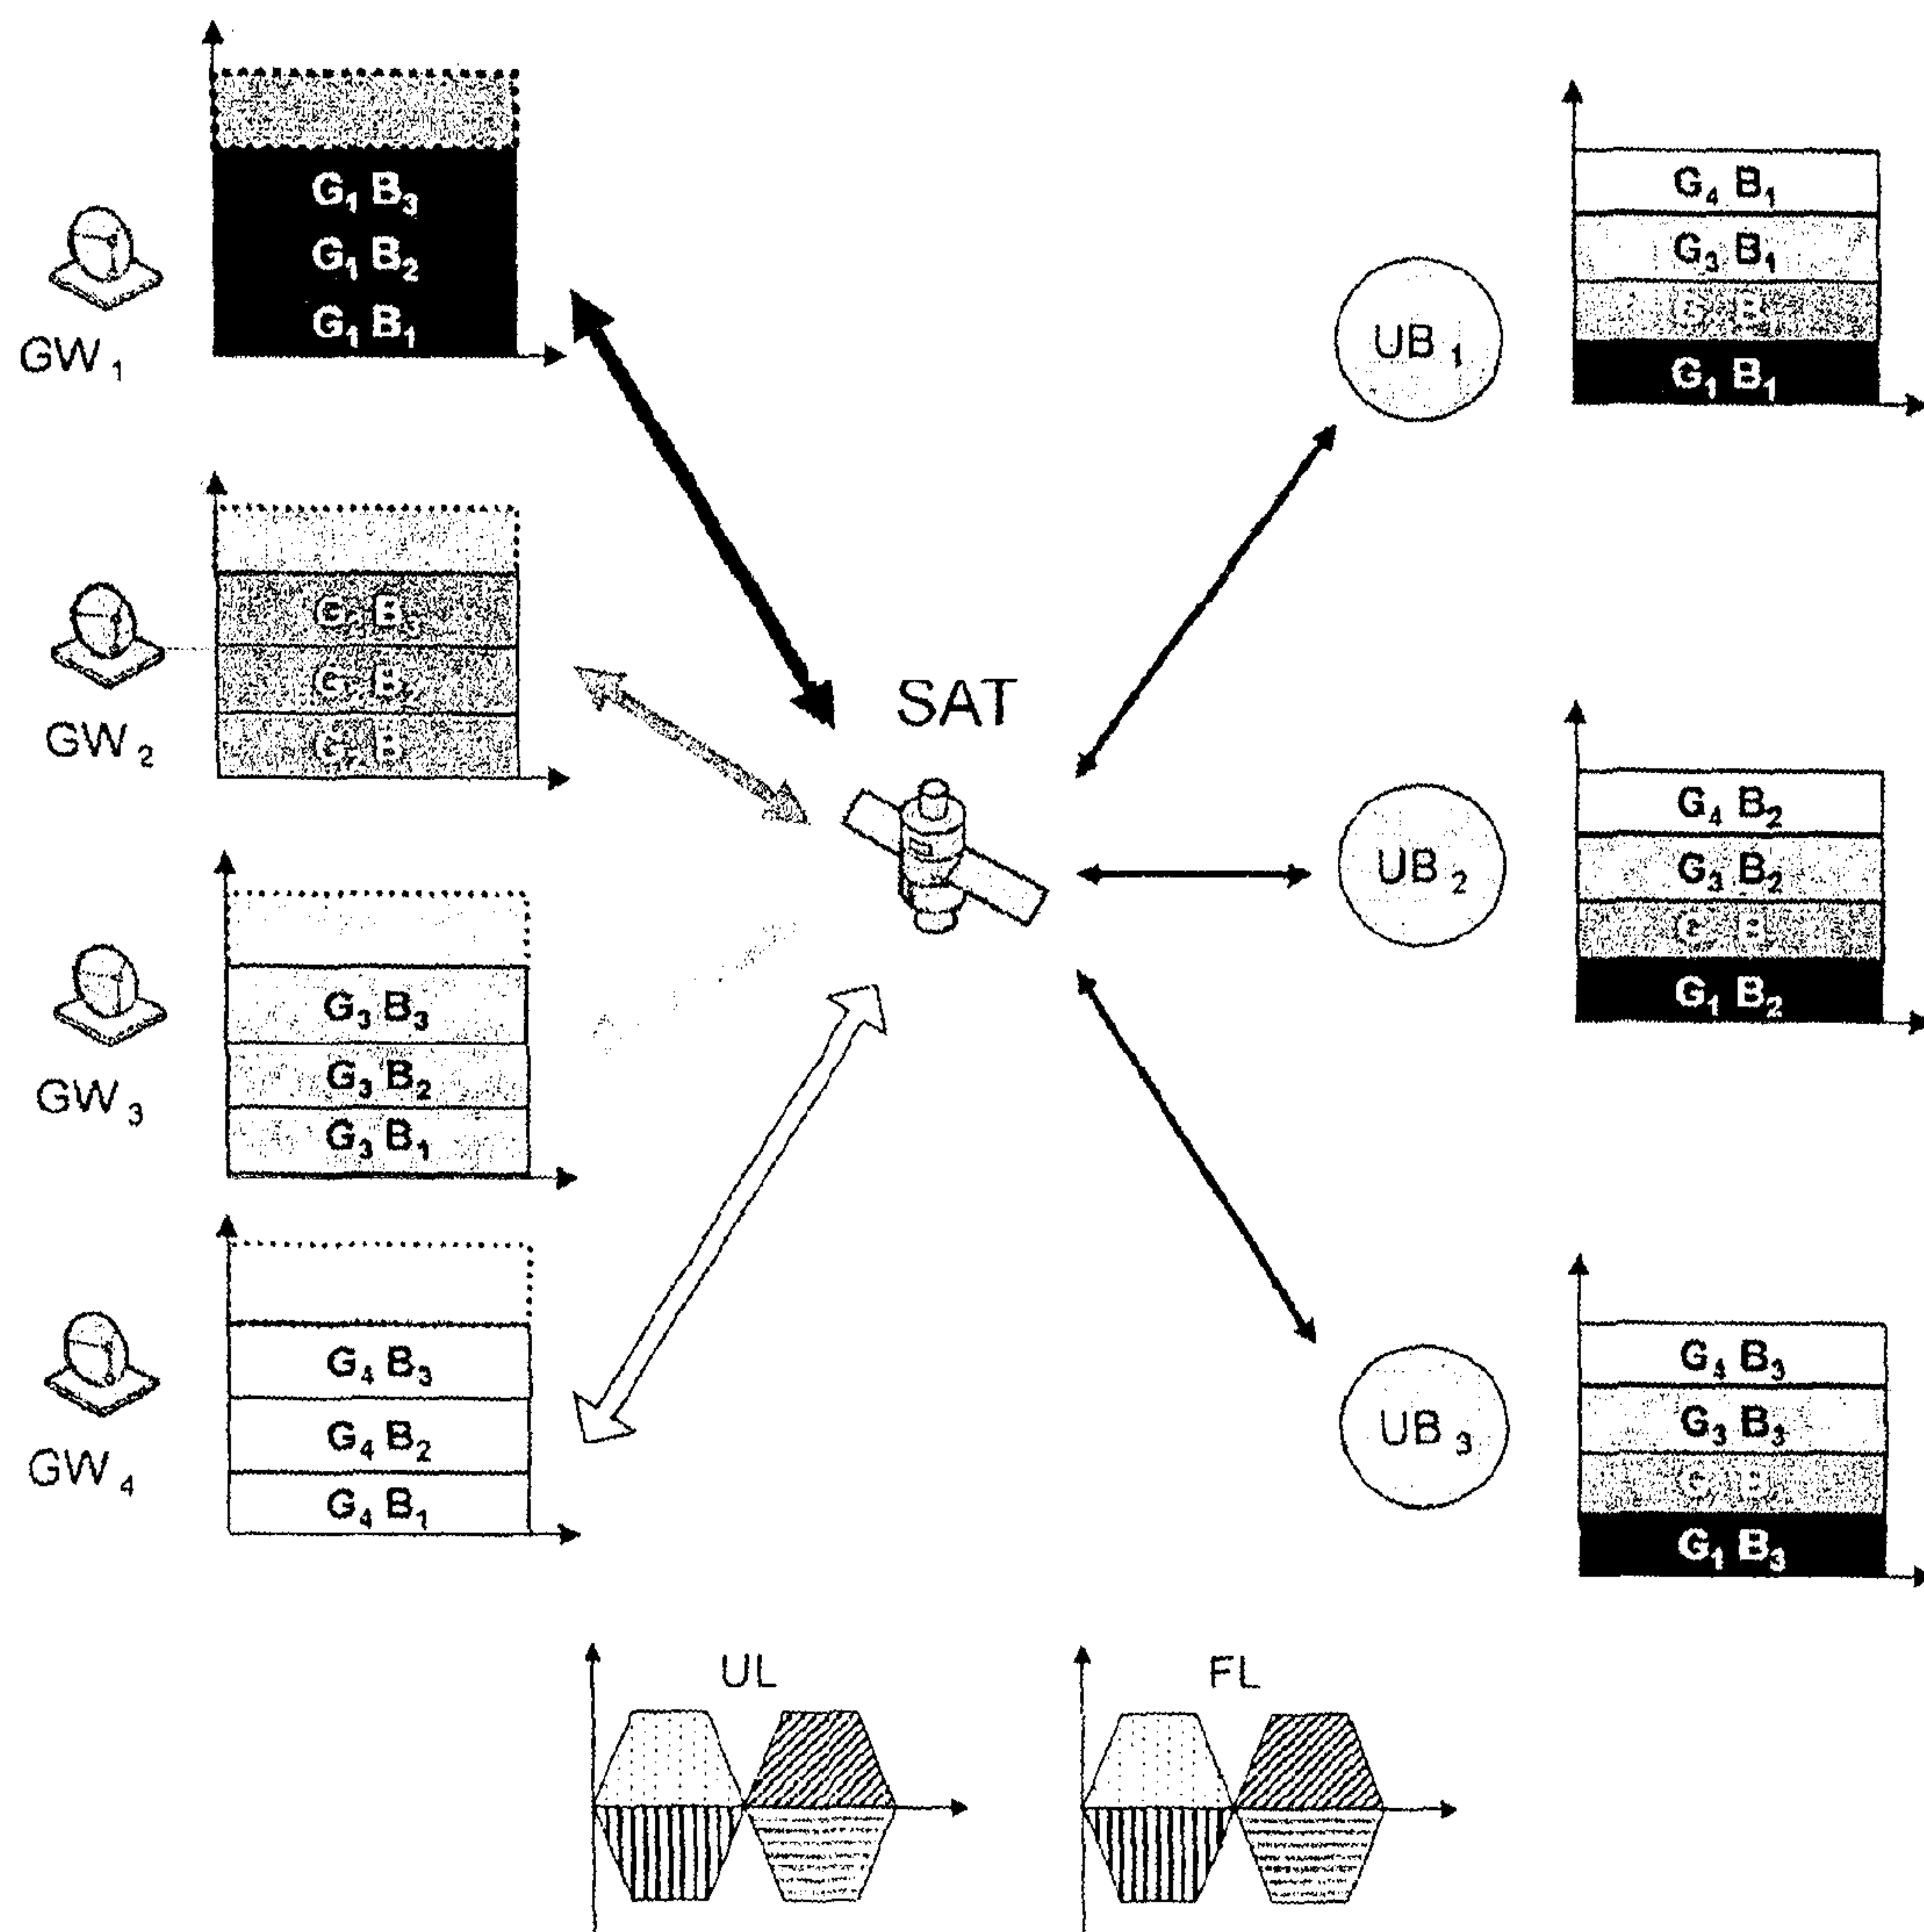 G₁ B₃
G₁ B₂
G₁ B₁
GW₁
G₄ B₁
G₃ B₁
G₁ B₁
UB₁
GW₂
SAT
G₄ B₂
G₃ B₂
G₁ B₂
UB₂
G₃ B₃
G₃ B₂
G₃ B₁
GW₃
G₄ B₃
G₄ B₂
G₄ B₁
GW₄
UB₃
G₄ B₃
G₃ B₃
G₁ B₃
UL
FL